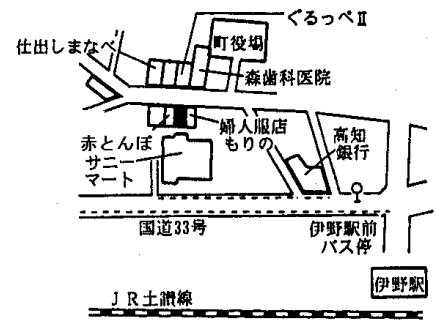 ぐるっぺⅡ
仕出しまなべ
町役場
森歯科医院
赤とんぼ
婦人服店
もりの
サニー
マート
高知
銀行
国道33号
伊野駅前
バス停
伊野駅
JR土讃線